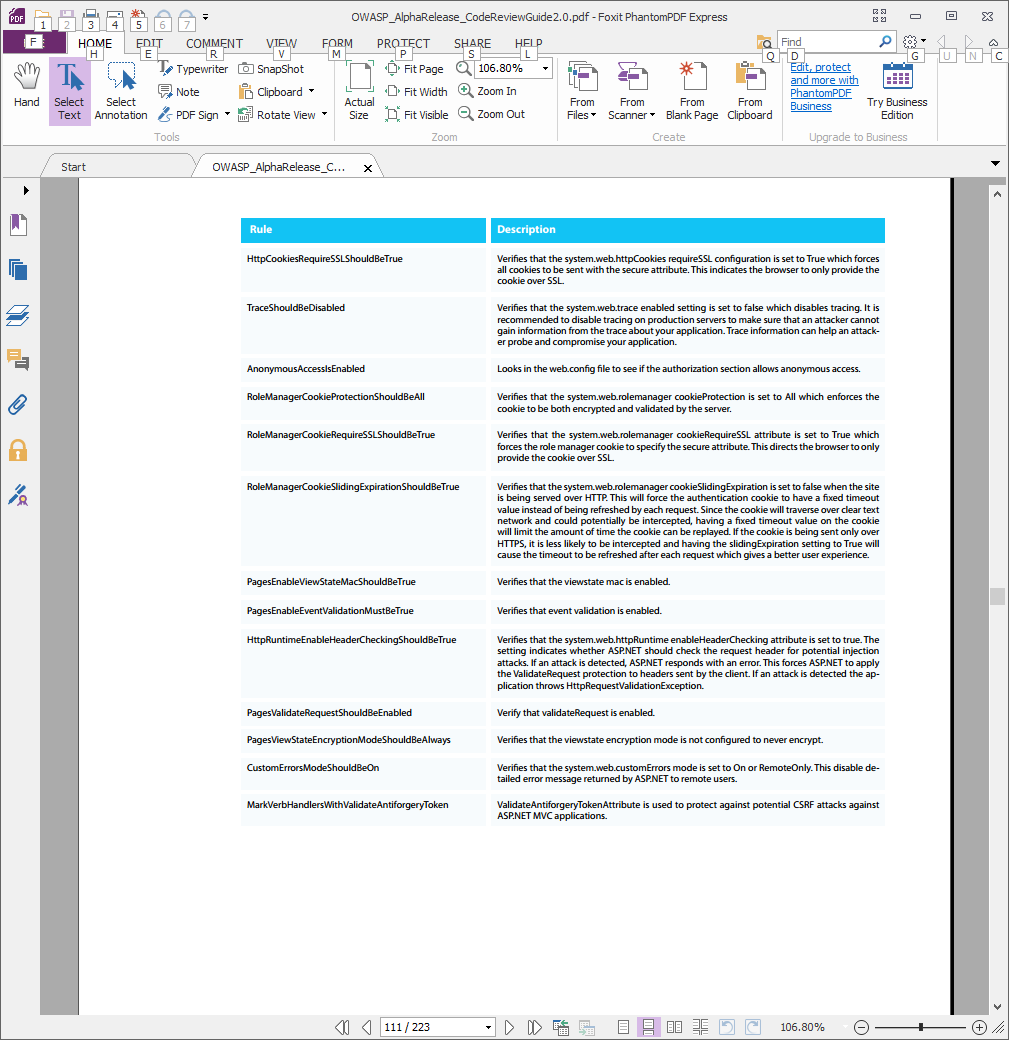 OWASP_AlphaRelease_CodeReviewGuide2.0.pdf - Foxit PhantomPDF Express
PDF
1 2 3 4 5 6 7
F
HOME EDIT COMMENT VIEW FORM PROTECT SHARE HELP
Find
H E R V M P S L Q D G U N C
Hand
Select
Text
Select
Annotation
Typewriter
Note
PDF Sign
SnapShot
Clipboard
Rotate View
Tools
Actual
Size
Fit Page
Fit Width
Fit Visible
106.80%
Zoom In
Zoom Out
Zoom
From
Files
From
Scanner
From
Blank Page
From
Clipboard
Create
Edit, protect
and more with
PhantomPDF
Business
Try Business
Edition
Upgrade to Business
Start
OWASP_AlphaRelease_C...
Rule Description
HttpCookiesRequireSSLShouldBeTrue
Verifies that the system.web.httpCookies requireSSL configuration is set to True which forces
all cookies to be sent with the secure attribute. This indicates the browser to only provide the
cookie over SSL.
TraceShouldBeDisabled
Verifies that the system.web.trace enabled setting is set to false which disables tracing. It is
recommended to disable tracing on production servers to make sure that an attacker cannot
gain information from the trace about your application. Trace information can help an attack-
er probe and compromise your application.
AnonymousAccessIsEnabled
Looks in the web.config file to see if the authorization section allows anonymous access.
RoleManagerCookieProtectionShouldBeAll
Verifies that the system.web.rolemanager cookieProtection is set to All which enforces the
cookie to be both encrypted and validated by the server.
RoleManagerCookieRequireSSLShouldBeTrue
Verifies that the system.web.rolemanager cookieRequireSSL attribute is set to True which
forces the role manager cookie to specify the secure attribute. This directs the browser to only
provide the cookie over SSL.
RoleManagerCookieSlidingExpirationShouldBeTrue
Verifies that the system.web.rolemanager cookieSlidingExpiration is set to false when the site
is being served over HTTP. This will force the authentication cookie to have a fixed timeout
value instead of being refreshed by each request. Since the cookie will traverse over clear text
network and could potentially be intercepted, having a fixed timeout value on the cookie
will limit the amount of time the cookie can be replayed. If the cookie is being sent only over
HTTPS, it is less likely to be intercepted and having the slidingExpiration setting to True will
cause the timeout to be refreshed after each request which gives a better user experience.
PagesEnableViewStateMacShouldBeTrue
Verifies that the viewstate mac is enabled.
PagesEnableEventValidationMustBeTrue
Verifies that event validation is enabled.
HttpRuntimeEnableHeaderCheckingShouldBeTrue
Verifies that the system.web.httpRuntime enableHeaderChecking attribute is set to true. The
setting indicates whether ASP.NET should check the request header for potential injection
attacks. If an attack is detected, ASP.NET responds with an error. This forces ASP.NET to apply
the ValidateRequest protection to headers sent by the client. If an attack is detected the ap-
plication throws HttpRequestValidationException.
PagesValidateRequestShouldBeEnabled
Verify that validateRequest is enabled.
PagesViewStateEncryptionModeShouldBeAlways
Verifies that the viewstate encryption mode is not configured to never encrypt.
CustomErrorsModeShouldBeOn
Verifies that the system.web.customErrors mode is set to On or RemoteOnly. This disable de-
tailed error message returned by ASP.NET to remote users.
MarkVerbHandlersWithValidateAntiforgeryToken
ValidateAntiforgeryTokenAttribute is used to protect against potential CSRF attacks against
ASP.NET MVC applications.
111 / 223
106.80%